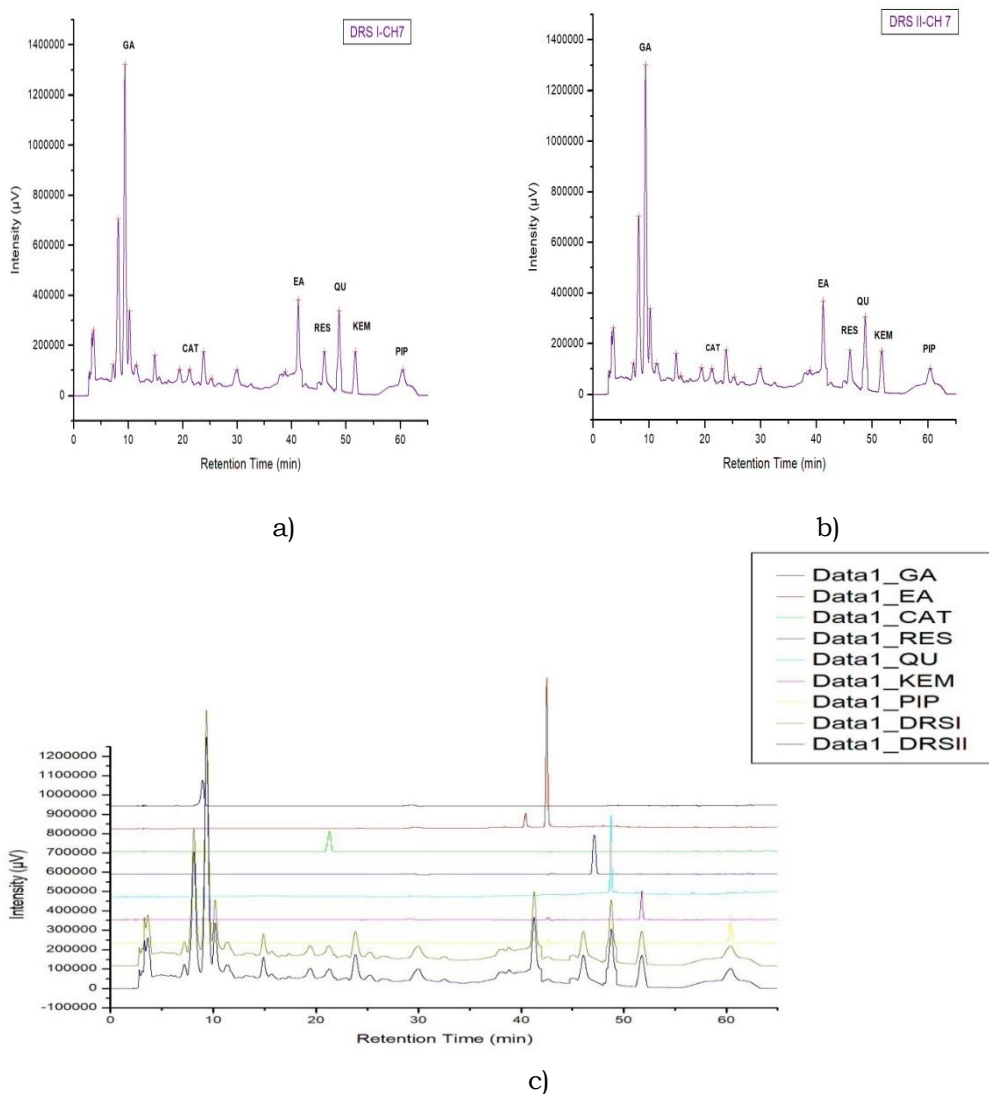 DRS I-CH7
GA
CAT
EA
RES
QU
KEM
PIP
1400000
1200000
1000000
800000
600000
400000
200000
0
Intensity (µV)
0 10 20 30 40 50 60
Retention Time (min)
a)
DRS II-CH 7
GA
CAT
EA
RES
QU
KEM
PIP
1400000
1200000
1000000
800000
600000
400000
200000
0
Intensity (µV)
0 10 20 30 40 50 60
Retention Time (min)
b)
Data1_GA
Data1_EA
Data1_CAT
Data1_RES
Data1_QU
Data1_KEM
Data1_PIP
Data1_DRSI
Data1_DRSII
1200000
1100000
1000000
900000
800000
700000
600000
500000
400000
300000
200000
100000
0
-100000
Intensity (µV)
0 10 20 30 40 50 60
Retention Time (min)
c)